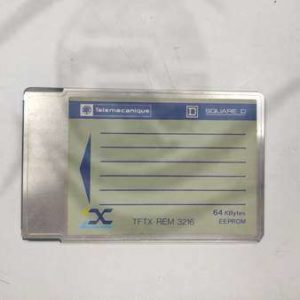 Telemecanique
D SQUARE D
TFTX REM 3216
64 KBytes
EEPROM